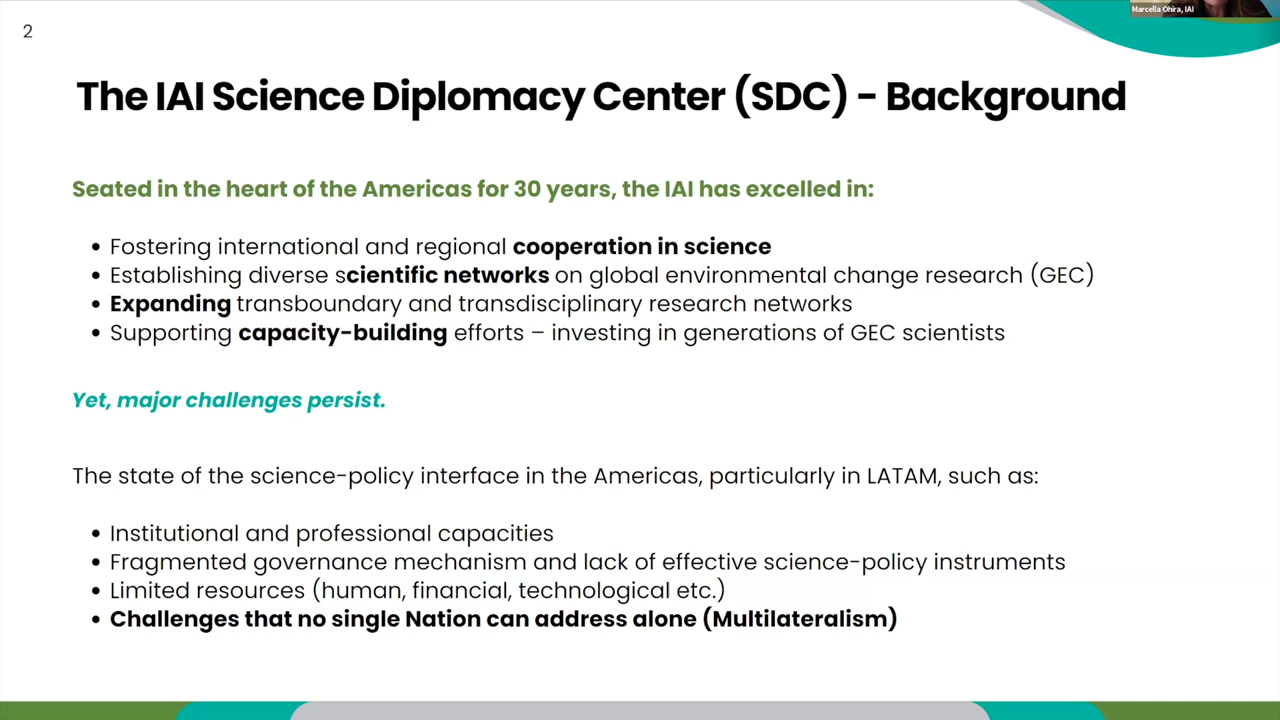 Marcella Ohira, IAI
2
The IAI Science Diplomacy Center (SDC) - Background
Seated in the heart of the Americas for 30 years, the IAI has excelled in:
• Fostering international and regional cooperation in science
• Establishing diverse scientific networks on global environmental change research (GEC)
• Expanding transboundary and transdisciplinary research networks
• Supporting capacity-building efforts – investing in generations of GEC scientists
Yet, major challenges persist.
The state of the science-policy interface in the Americas, particularly in LATAM, such as:
• Institutional and professional capacities
• Fragmented governance mechanism and lack of effective science-policy instruments
• Limited resources (human, financial, technological etc.)
• Challenges that no single Nation can address alone (Multilateralism)